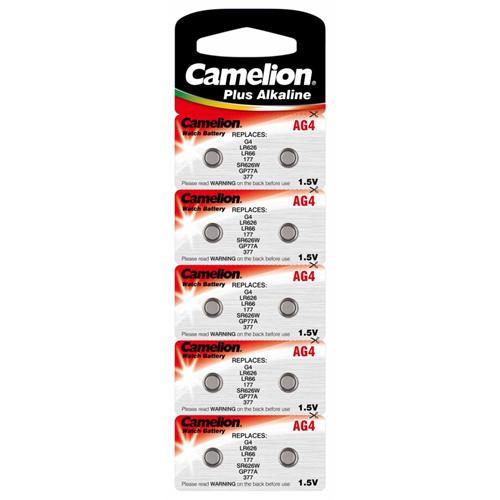 Camelion®
Plus Alkaline
Camelion®
Watch Battery
AG4
REPLACES:
G4
LR626
LR66
177
SR626W
GP77A
377
Please read WARNING on the back before use
1.5V
Camelion®
Watch Battery
AG4
REPLACES:
G4
LR626
LR66
177
SR626W
GP77A
377
Please read WARNING on the back before use
1.5V
Camelion®
Watch Battery
AG4
REPLACES:
G4
LR626
LR66
177
SR626W
GP77A
377
Please read WARNING on the back before use
1.5V
Camelion®
Watch Battery
AG4
REPLACES:
G4
LR626
LR66
177
SR626W
GP77A
377
Please read WARNING on the back before use
1.5V
Camelion®
Watch Battery
AG4
REPLACES:
G4
LR626
LR66
177
SR626W
GP77A
377
Please read WARNING on the back before use
1.5V